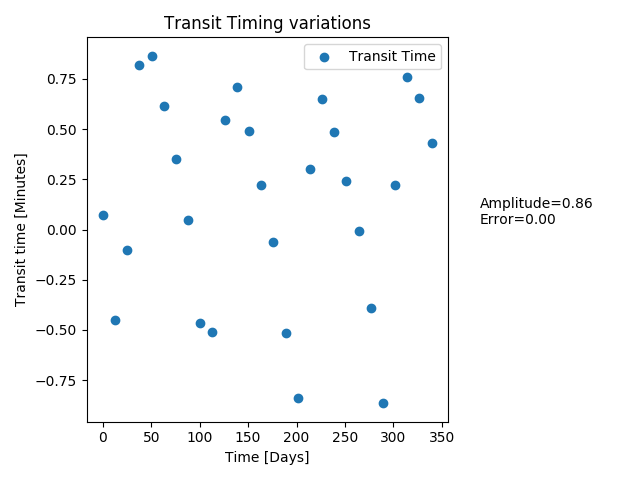 Transit Timing variations
Transit Time
Transit time [Minutes]
0.75
0.50
0.25
0.00
−0.25
−0.50
−0.75
0 50 100 150 200 250 300 350
Time [Days]
Amplitude=0.86
Error=0.00